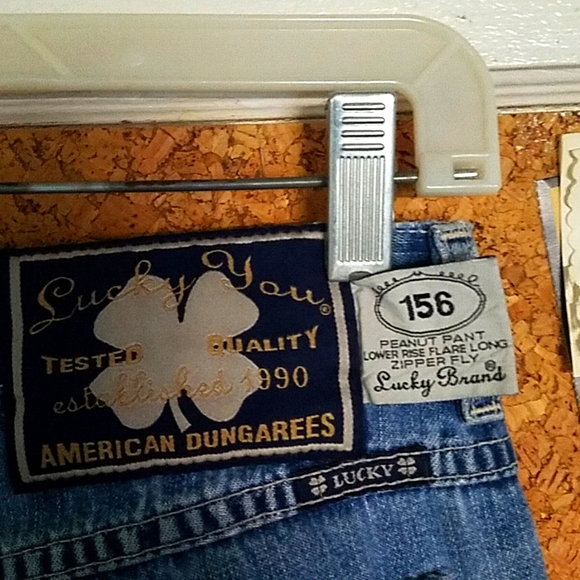 Lucky You®
TESTED QUALITY
established 1990
AMERICAN DUNGAREES
156
PEANUT PANT
LOWER RISE FLARE LONG
ZIPPER FLY
Lucky Brand®
LUCKY